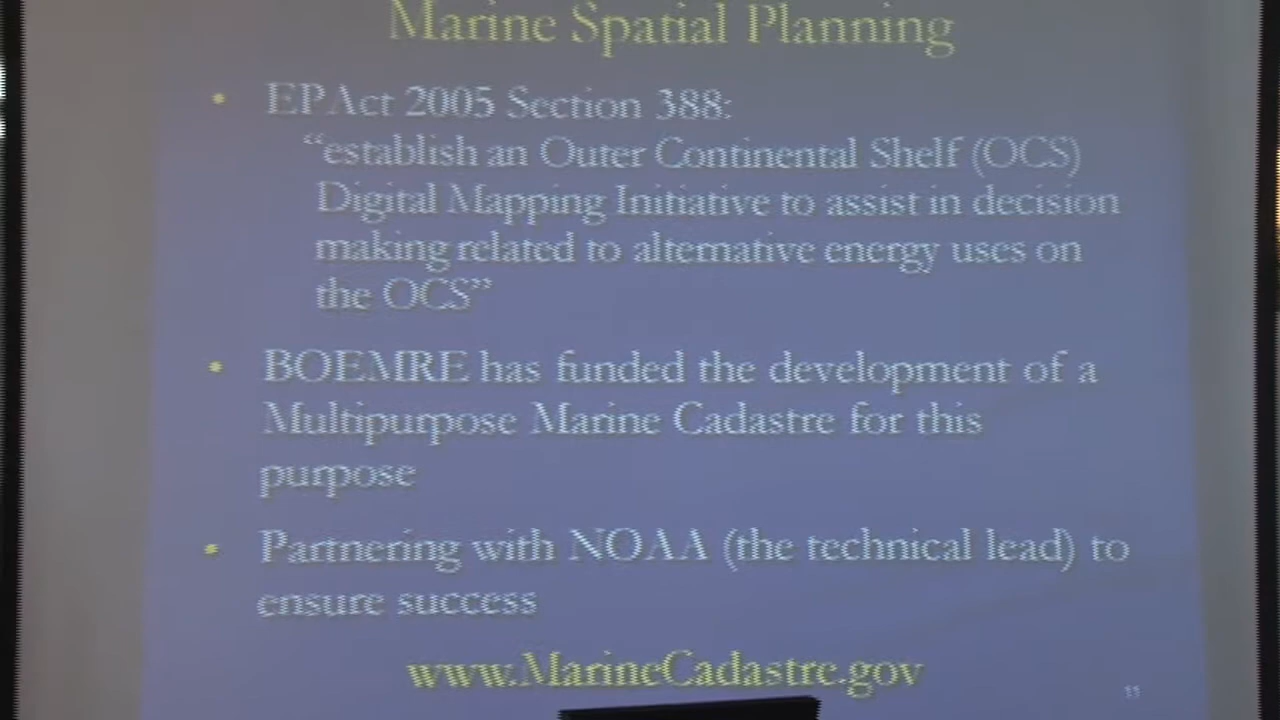 Marine Spatial Planning
• EPAct 2005 Section 388:
“establish an Outer Continental Shelf (OCS)
Digital Mapping Initiative to assist in decision
making related to alternative energy uses on
the OCS”
• BOEMRE has funded the development of a
Multipurpose Marine Cadastre for this
purpose
• Partnering with NOAA (the technical lead) to
ensure success
www.MarineCadastre.gov